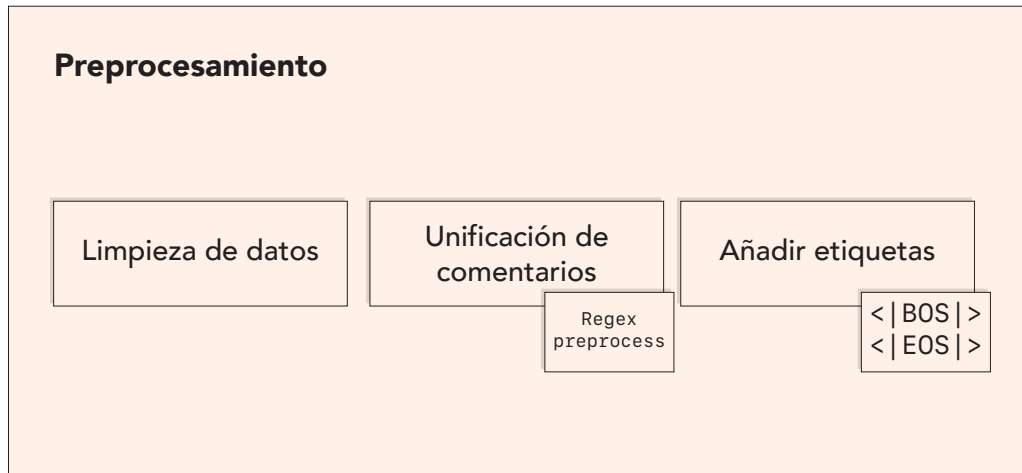 Preprocesamiento
Limpieza de datos
Unificación de
comentarios
Regex
preprocess
Añadir etiquetas
<|BOS|>
<|EOS|>